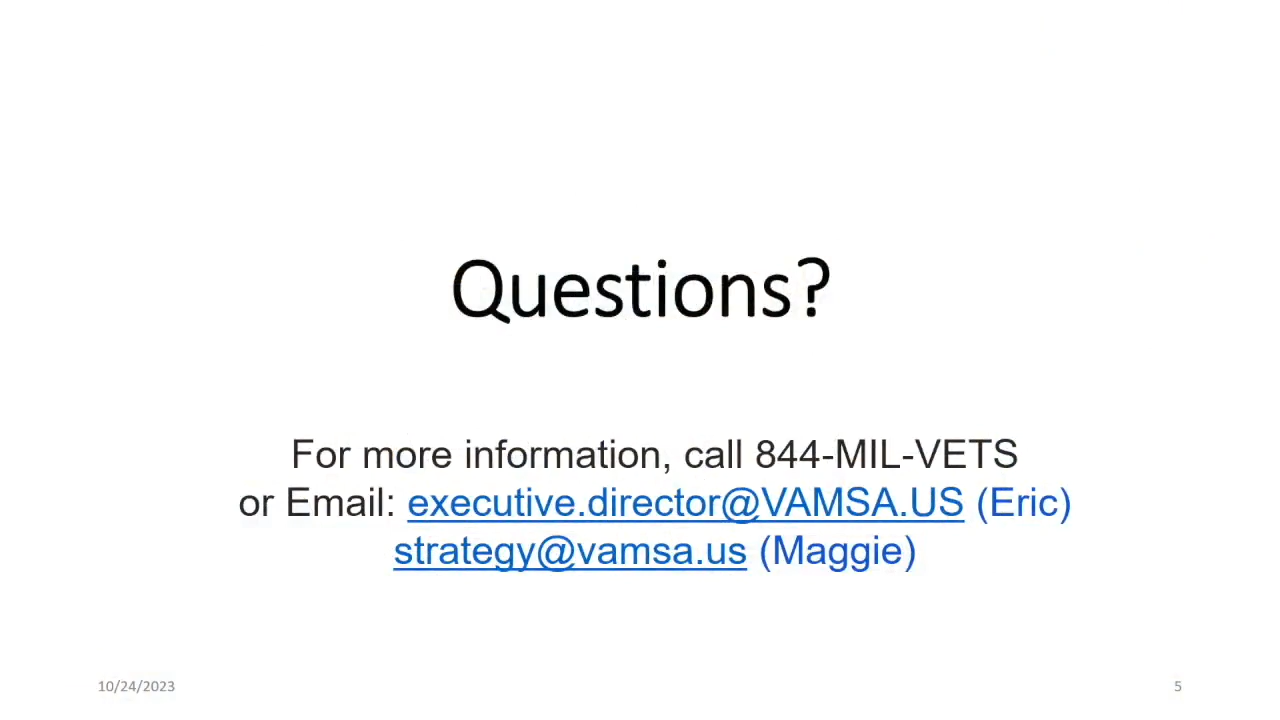 Questions?
For more information, call 844-MIL-VETS
or Email: executive.director@VAMSA.US (Eric)
strategy@vamsa.us (Maggie)
10/24/2023
5